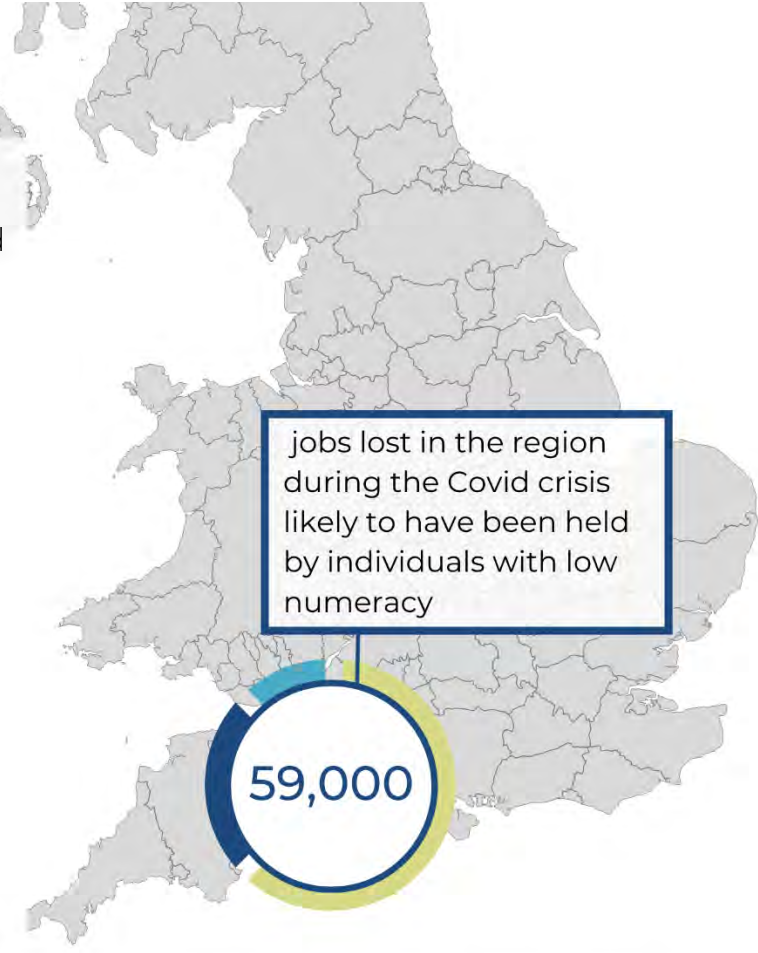 jobs lost in the region
during the Covid crisis
likely to have been held
by individuals with low
numeracy
59,000